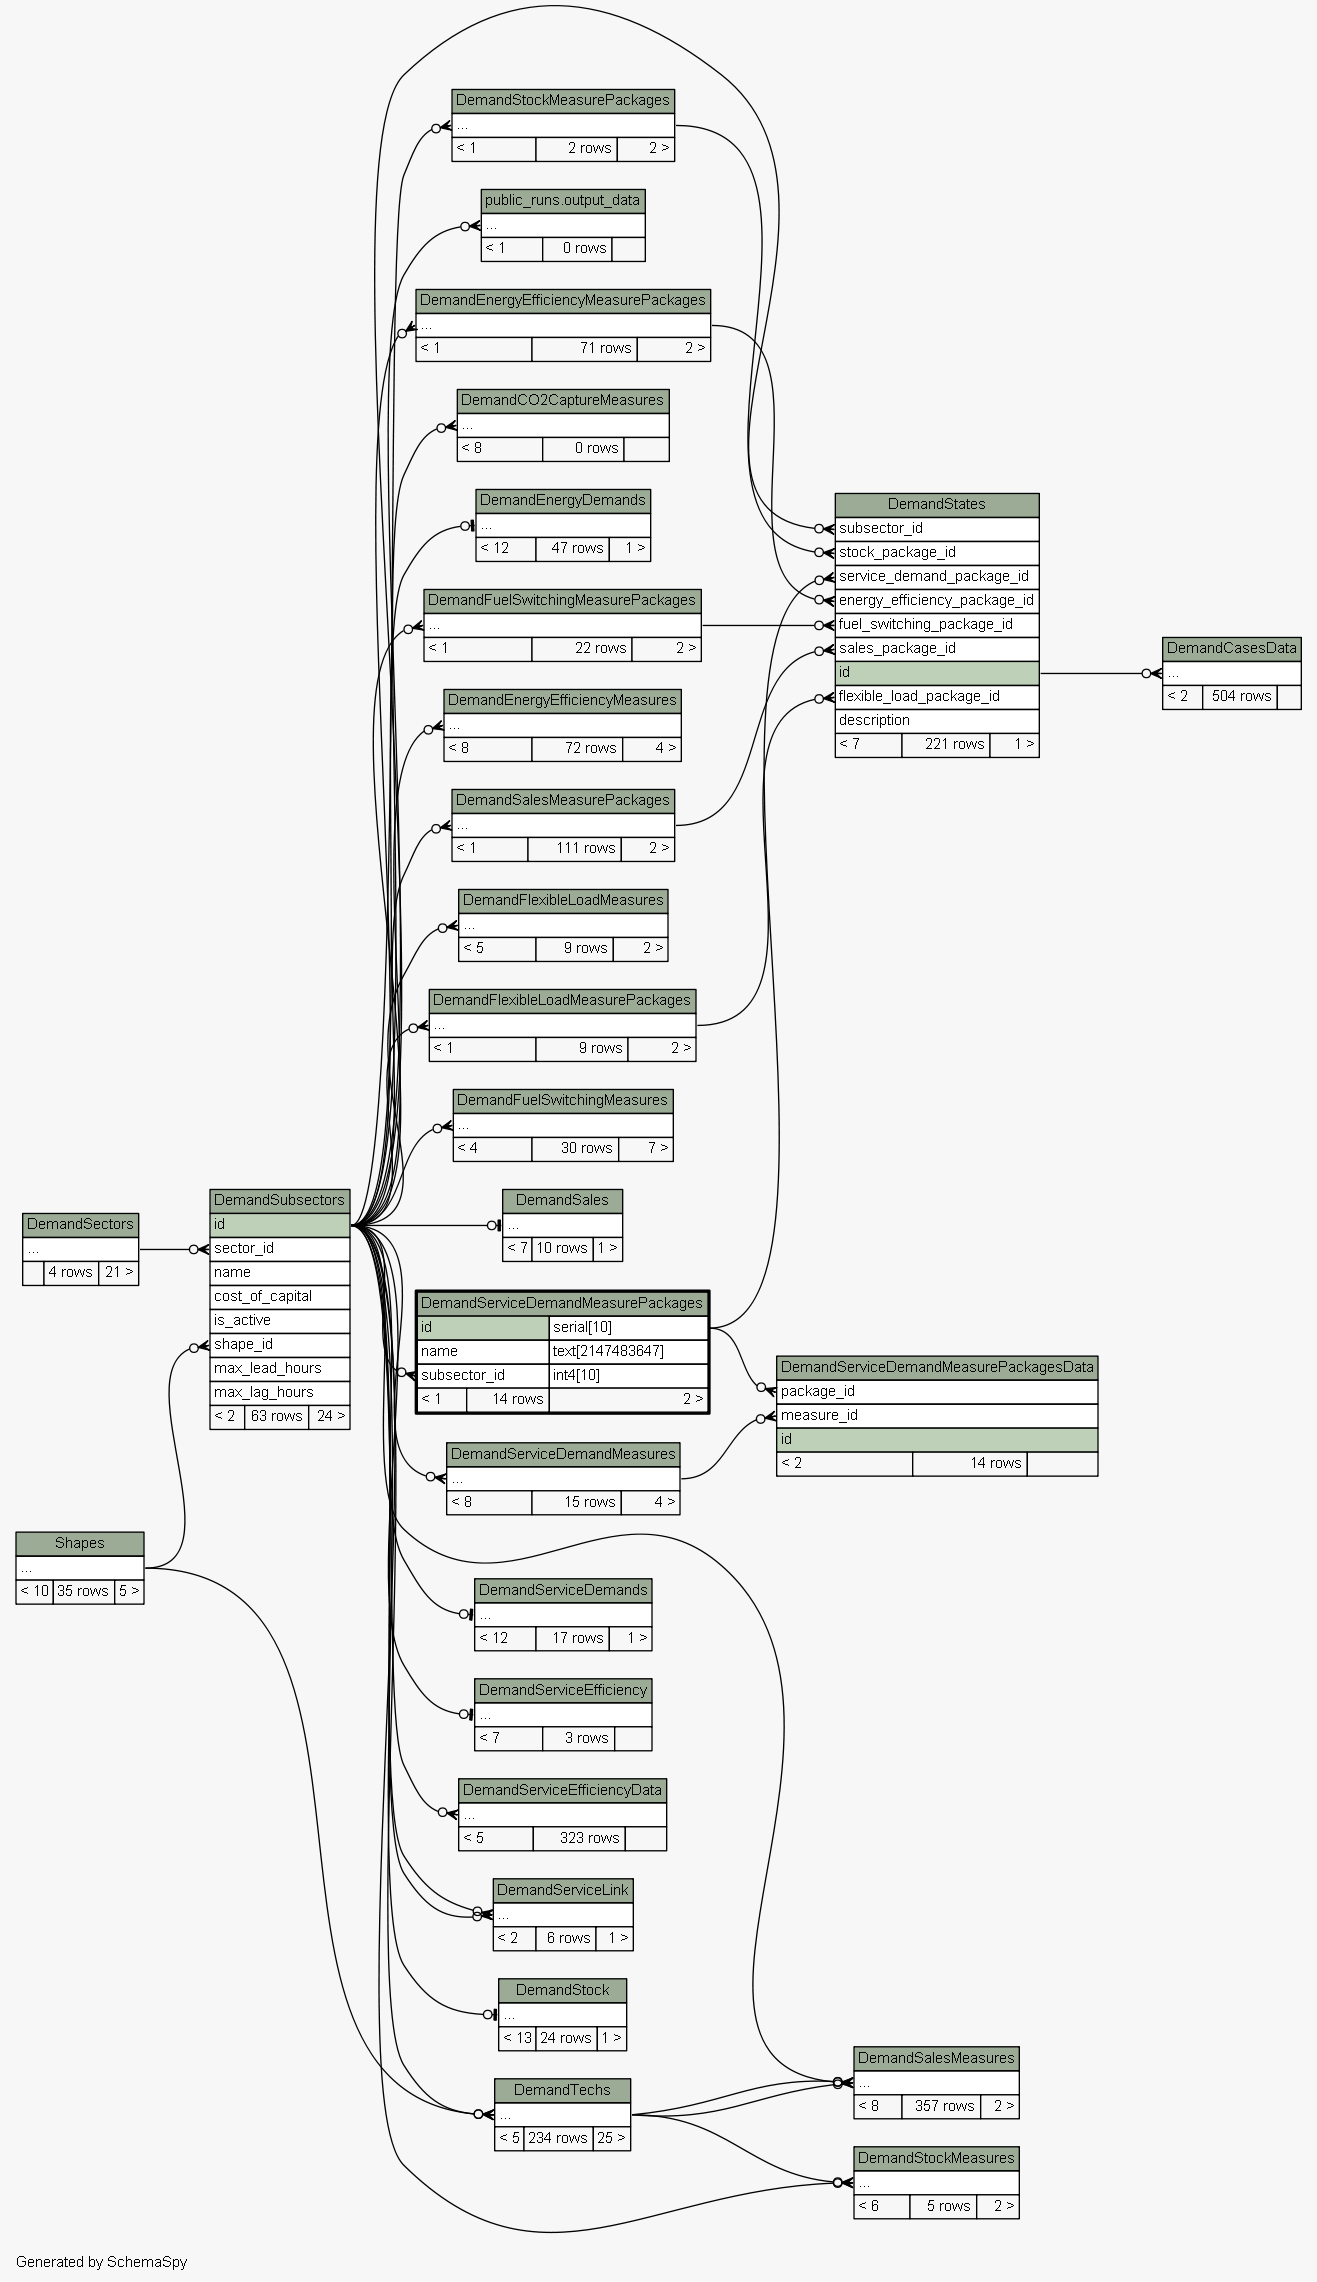 DemandStockMeasurePackages
...
< 1 2 rows 2 >
public_runs.output_data
...
< 1 0 rows
DemandEnergyEfficiencyMeasurePackages
...
< 1 71 rows 2 >
DemandCO2CaptureMeasures
...
< 8 0 rows
DemandEnergyDemands
...
< 12 47 rows 1 >
DemandFuelSwitchingMeasurePackages
...
< 1 22 rows 2 >
DemandEnergyEfficiencyMeasures
...
< 8 72 rows 4 >
DemandSalesMeasurePackages
...
< 1 111 rows 2 >
DemandFlexibleLoadMeasures
...
< 5 9 rows 2 >
DemandFlexibleLoadMeasurePackages
...
< 1 9 rows 2 >
DemandFuelSwitchingMeasures
...
< 4 30 rows 7 >
DemandStates
subsector_id
stock_package_id
service_demand_package_id
energy_efficiency_package_id
fuel_switching_package_id
sales_package_id
id
flexible_load_package_id
description
< 7 221 rows 1 >
DemandCasesData
...
< 2 504 rows
DemandSectors
...
4 rows 21 >
DemandSubsectors
id
sector_id
name
cost_of_capital
is_active
shape_id
max_lead_hours
max_lag_hours
< 2 63 rows 24 >
DemandSales
...
< 7 10 rows 1 >
DemandServiceDemandMeasurePackages
id serial[10]
name text[2147483647]
subsector_id int4[10]
< 1 14 rows 2 >
DemandServiceDemandMeasurePackagesData
package_id
measure_id
id
< 2 14 rows
DemandServiceDemandMeasures
...
< 8 15 rows 4 >
Shapes
...
< 10 35 rows 5 >
DemandServiceDemands
...
< 12 17 rows 1 >
DemandServiceEfficiency
...
< 7 3 rows
DemandServiceEfficiencyData
...
< 5 323 rows
DemandServiceLink
...
< 2 6 rows 1 >
DemandStock
...
< 13 24 rows 1 >
DemandTechs
...
< 5 234 rows 25 >
DemandSalesMeasures
...
< 8 357 rows 2 >
DemandStockMeasures
...
< 6 5 rows 2 >
Generated by SchemaSpy